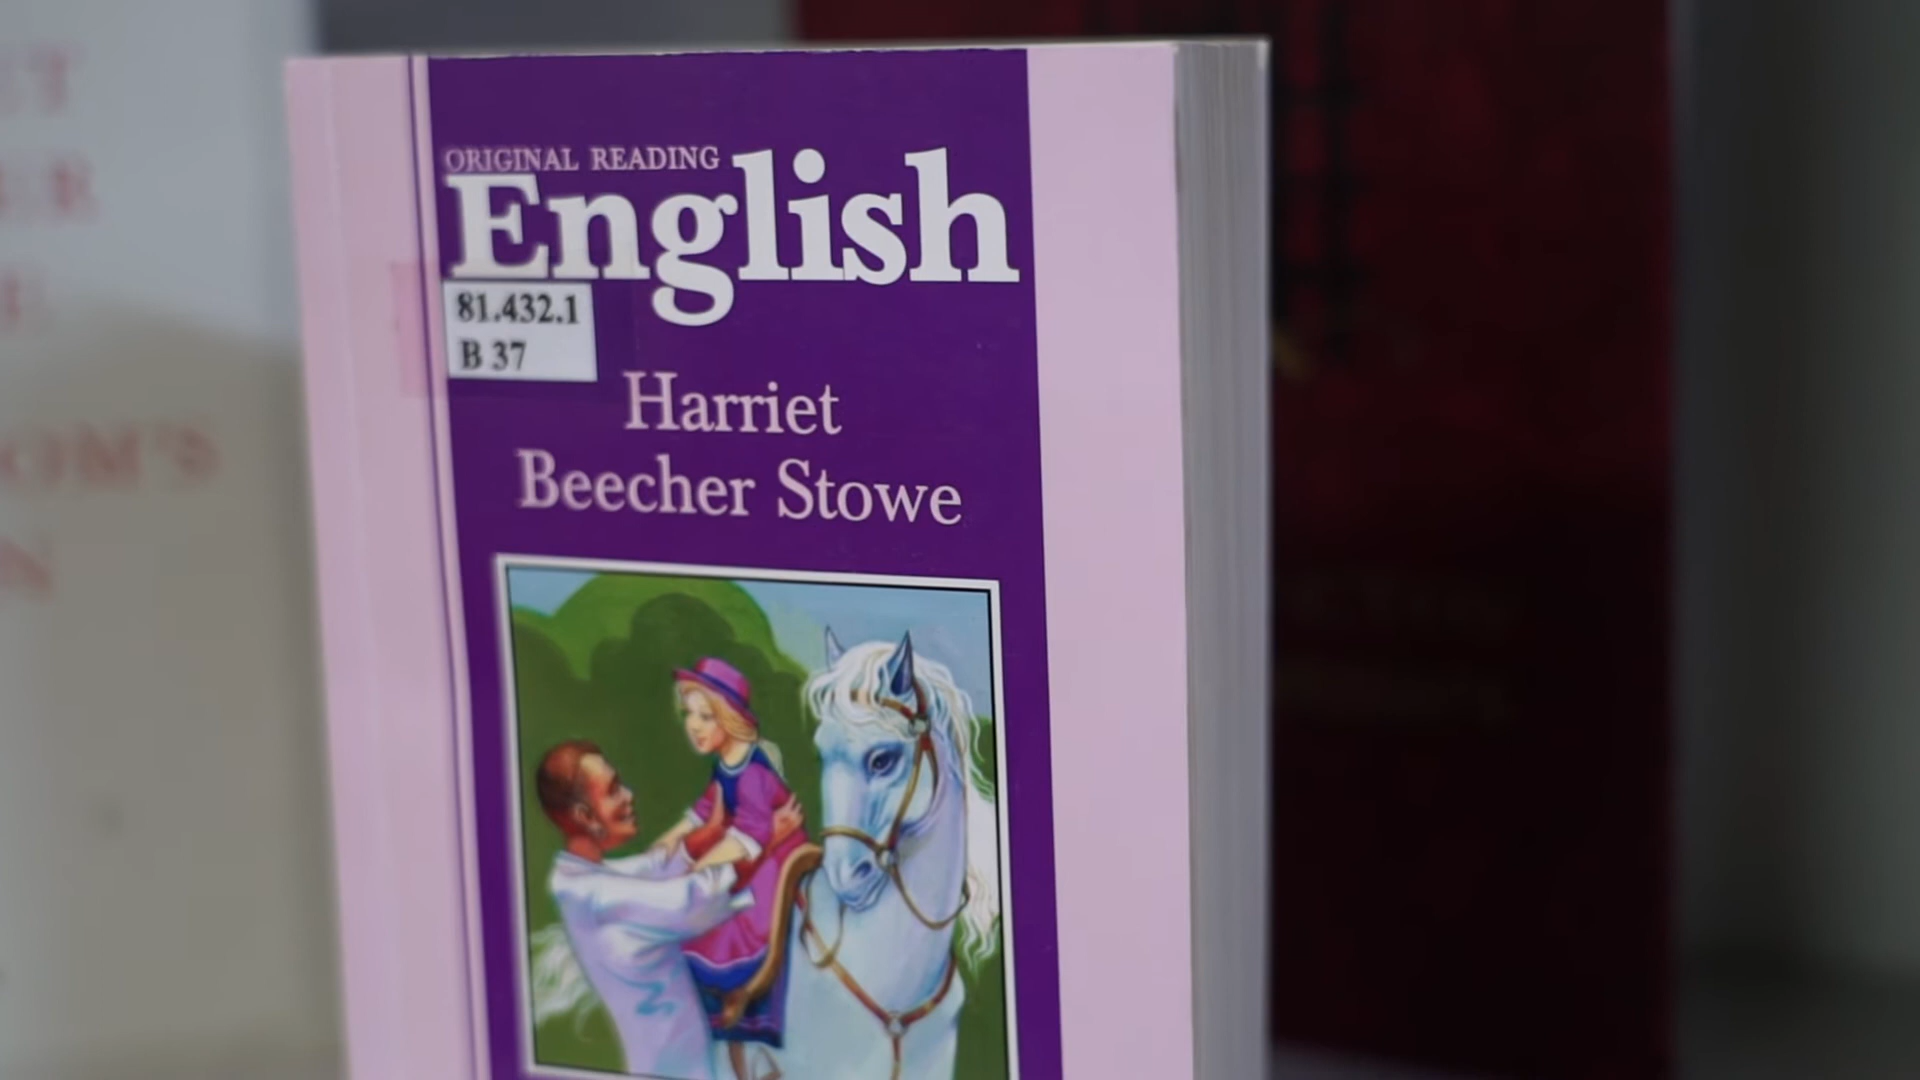 ORIGINAL READING
English
81.432.1
B 37
Harriet
Beecher Stowe